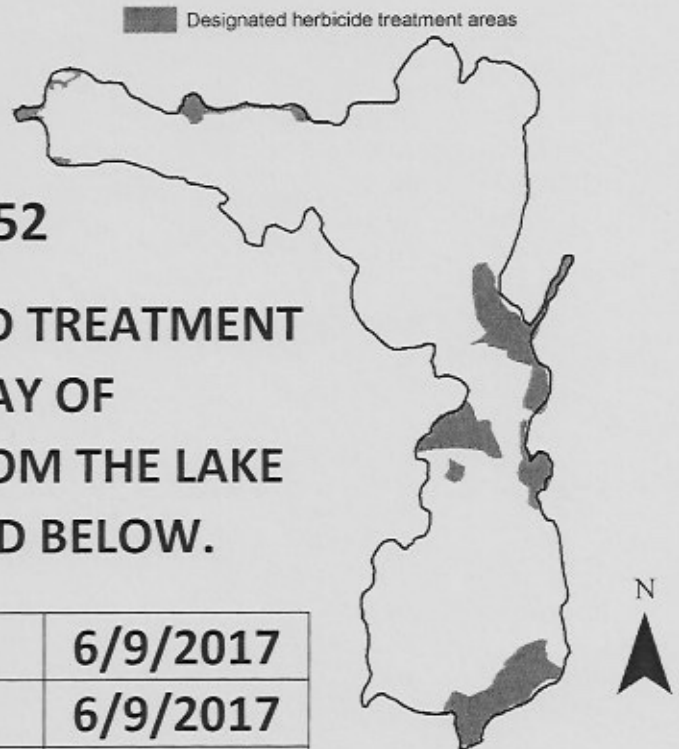 Designated herbicide treatment areas
52
D TREATMENT
AY OF
OM THE LAKE
D BELOW.
N
6/9/2017
6/9/2017